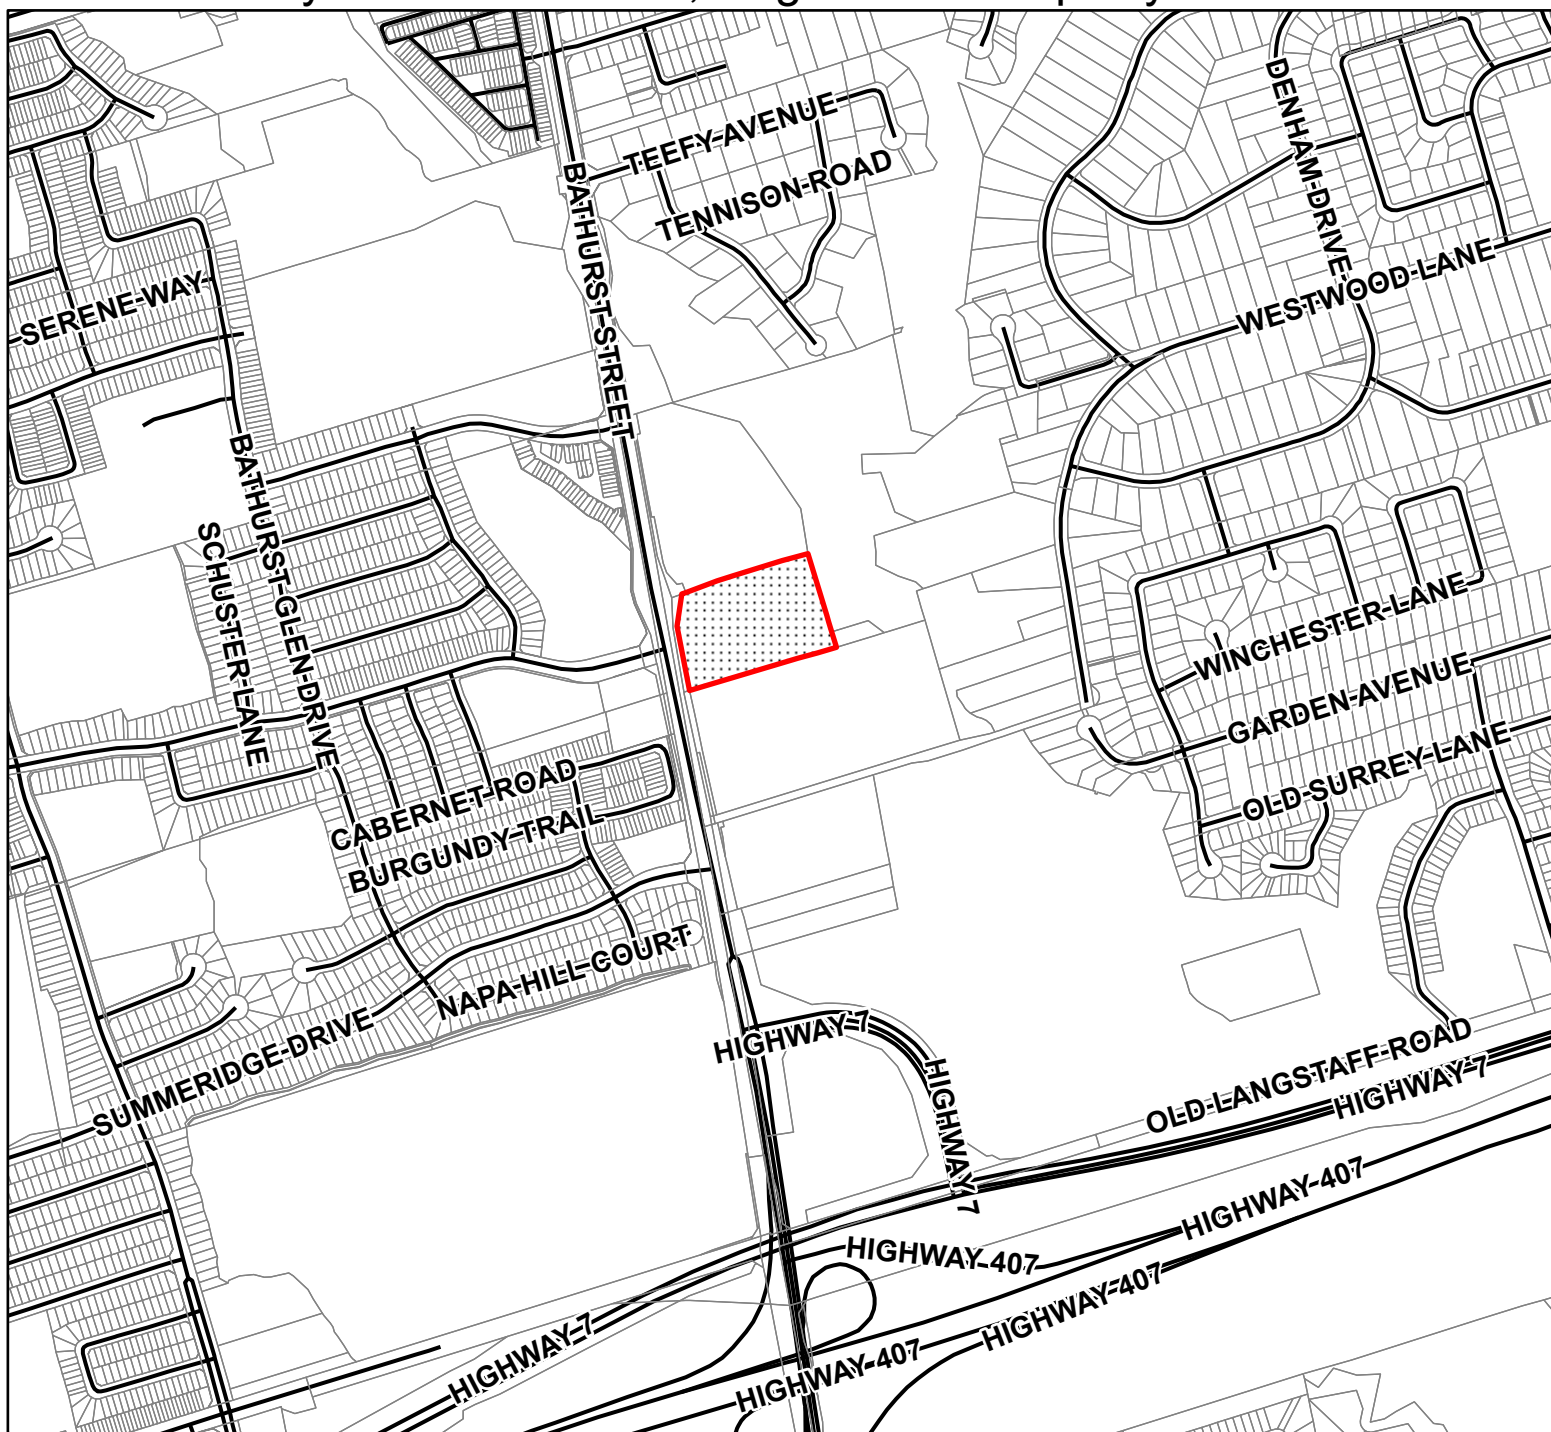 DENHAM DRIVE
TEEFY AVENUE
TENNISON ROAD
BATHURST STREET
WESTWOOD LANE
SERENE WAY
BATHURST GLEN DRIVE
SCHUSTER LANE
WINCHESTER LANE
GARDEN AVENUE
OLD SURREY LANE
CABERNET ROAD
BURGUNDY TRAIL
NAPA HILL COURT
SUMMERIDGE DRIVE
HIGHWAY 7
HIGHWAY 7
OLD LANGSTAFF ROAD
HIGHWAY 7
HIGHWAY 407
HIGHWAY 407
HIGHWAY 407
HIGHWAY 7
HIGHWAY 407